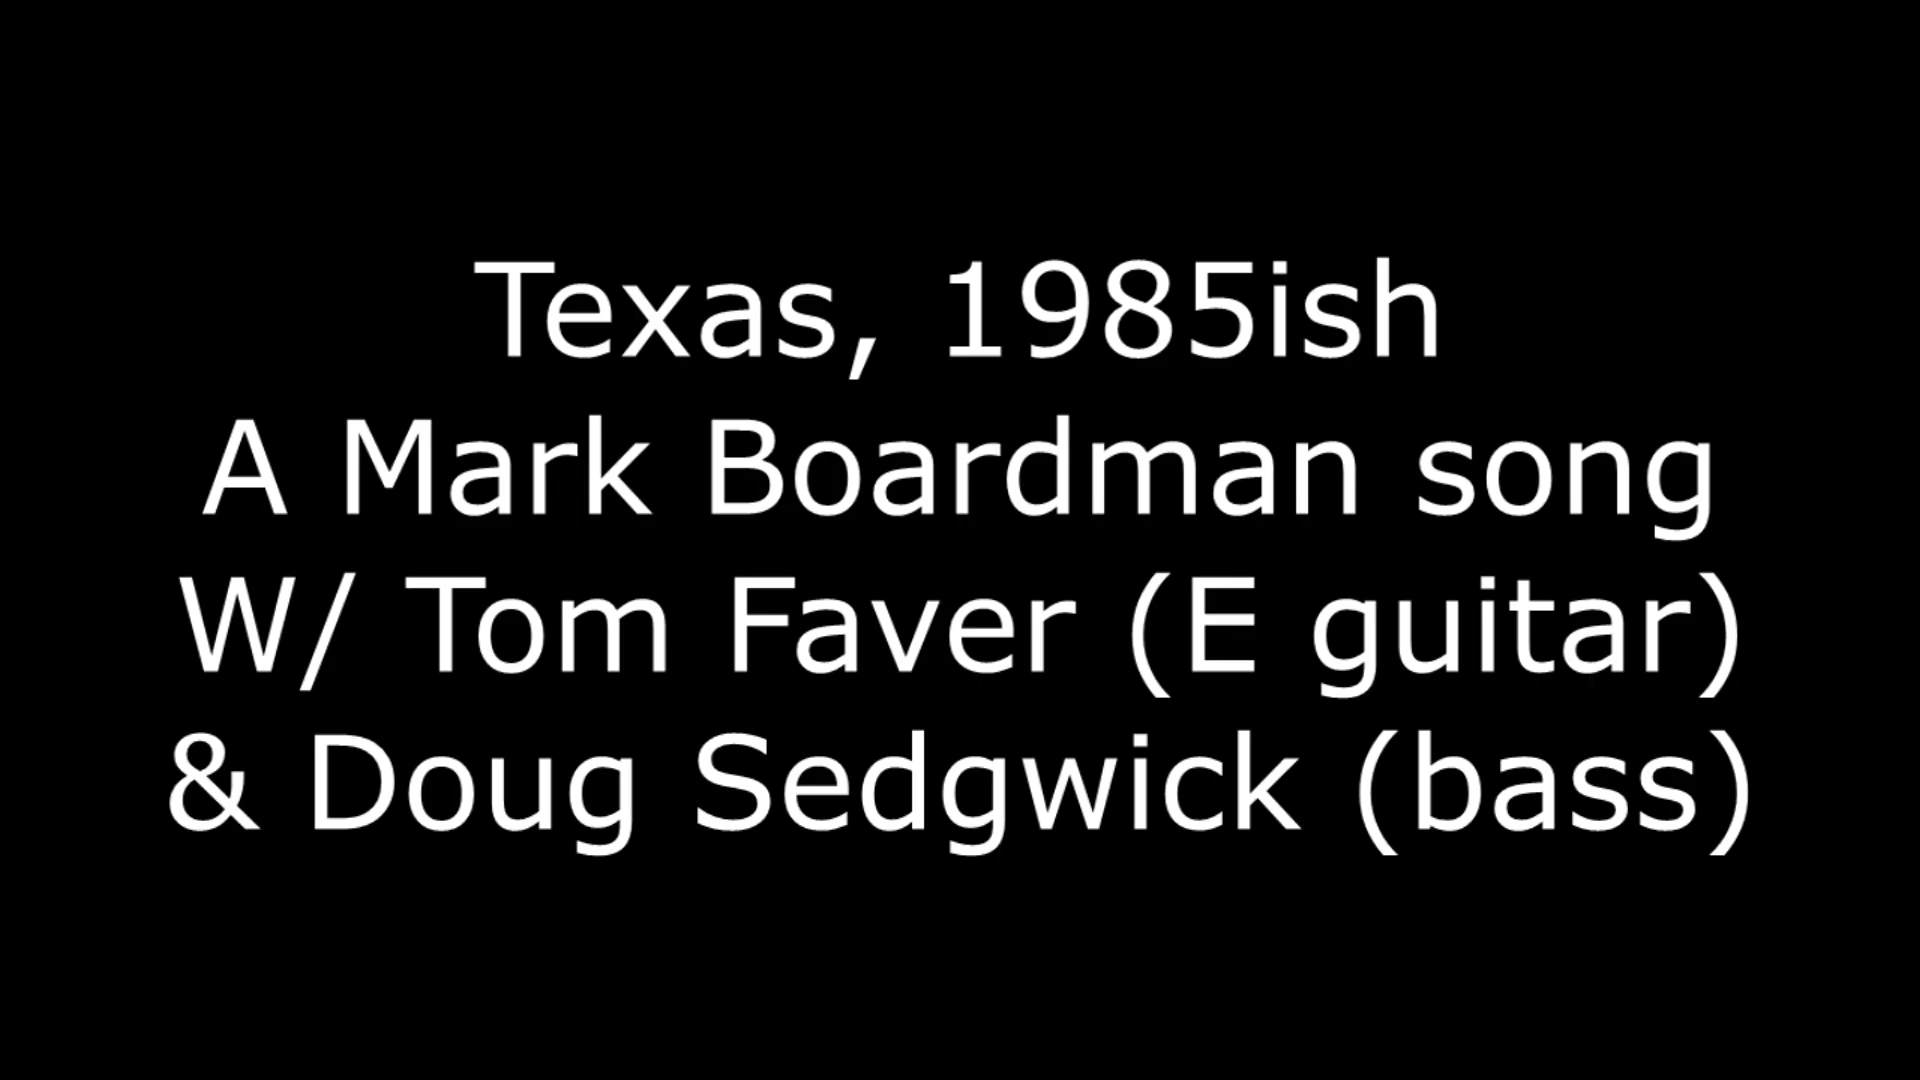 Texas, 1985ish
A Mark Boardman song
W/ Tom Faver (E guitar)
& Doug Sedgwick (bass)